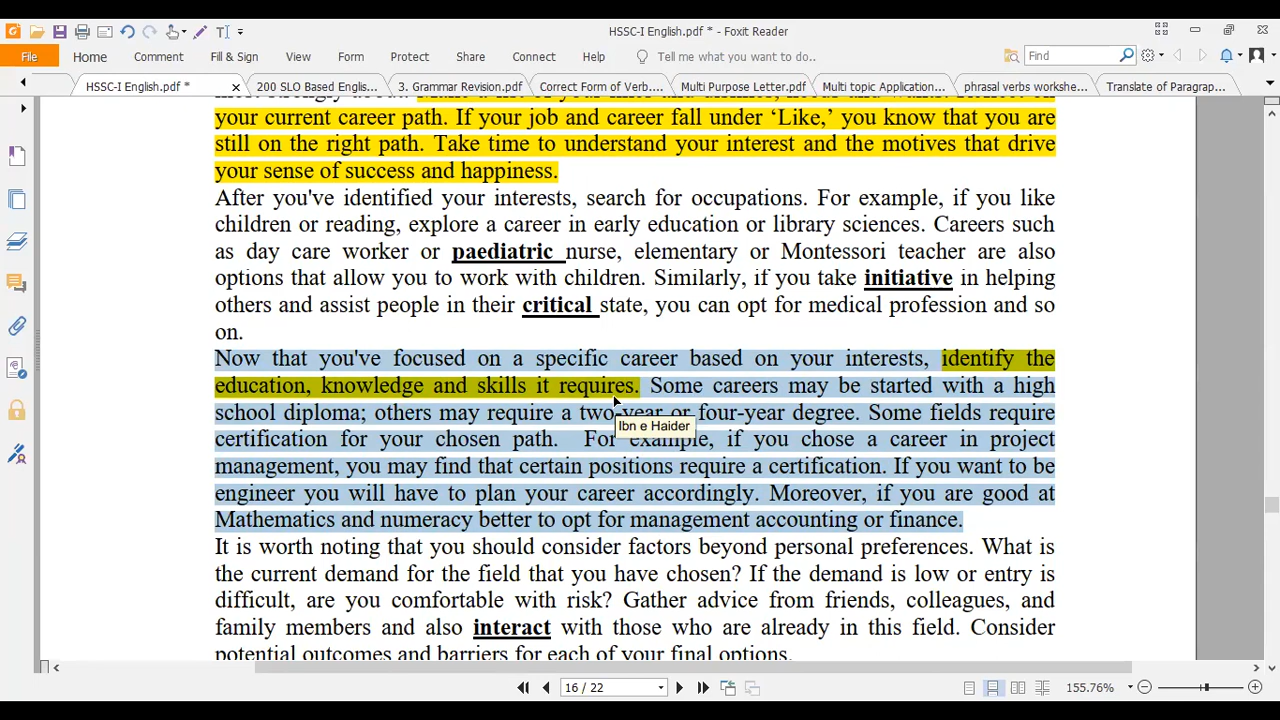 HSSC-I English.pdf * - Foxit Reader
File Home Comment Fill & Sign View Form Protect Share Connect Help Tell me what you want to do... Find
HSSC-I English.pdf * 200 SLO Based Englis... 3. Grammar Revision.pdf Correct Form of Verb.... Multi Purpose Letter.pdf Multi topic Application.... phrasal verbs workshe... Translate of Paragrap...
your current career path. If your job and career fall under ‘Like,’ you know that you are
still on the right path. Take time to understand your interest and the motives that drive
your sense of success and happiness.
After you've identified your interests, search for occupations. For example, if you like
children or reading, explore a career in early education or library sciences. Careers such
as day care worker or paediatric nurse, elementary or Montessori teacher are also
options that allow you to work with children. Similarly, if you take initiative in helping
others and assist people in their critical state, you can opt for medical profession and so
on.
Now that you've focused on a specific career based on your interests, identify the
education, knowledge and skills it requires. Some careers may be started with a high
school diploma; others may require a two-year or four-year degree. Some fields require
Ibn e Haider
certification for your chosen path. For example, if you chose a career in project
management, you may find that certain positions require a certification. If you want to be
engineer you will have to plan your career accordingly. Moreover, if you are good at
Mathematics and numeracy better to opt for management accounting or finance.
It is worth noting that you should consider factors beyond personal preferences. What is
the current demand for the field that you have chosen? If the demand is low or entry is
difficult, are you comfortable with risk? Gather advice from friends, colleagues, and
family members and also interact with those who are already in this field. Consider
potential outcomes and barriers for each of your final options.
16 / 22 155.76%